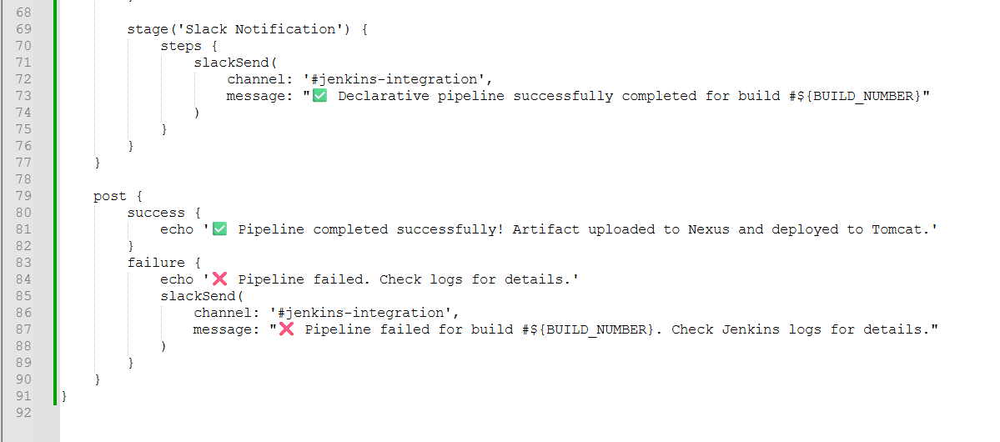 68
69 stage('Slack Notification') {
70 steps {
71 slackSend(
72 channel: '#jenkins-integration',
73 message: "✅ Declarative pipeline successfully completed for build #${BUILD_NUMBER}"
74 )
75 }
76 }
77 }
78
79 post {
80 success {
81 echo '✅ Pipeline completed successfully! Artifact uploaded to Nexus and deployed to Tomcat.'
82 }
83 failure {
84 echo '❌ Pipeline failed. Check logs for details.'
85 slackSend(
86 channel: '#jenkins-integration',
87 message: "❌ Pipeline failed for build #${BUILD_NUMBER}. Check Jenkins logs for details."
88 )
89 }
90 }
91 }
92